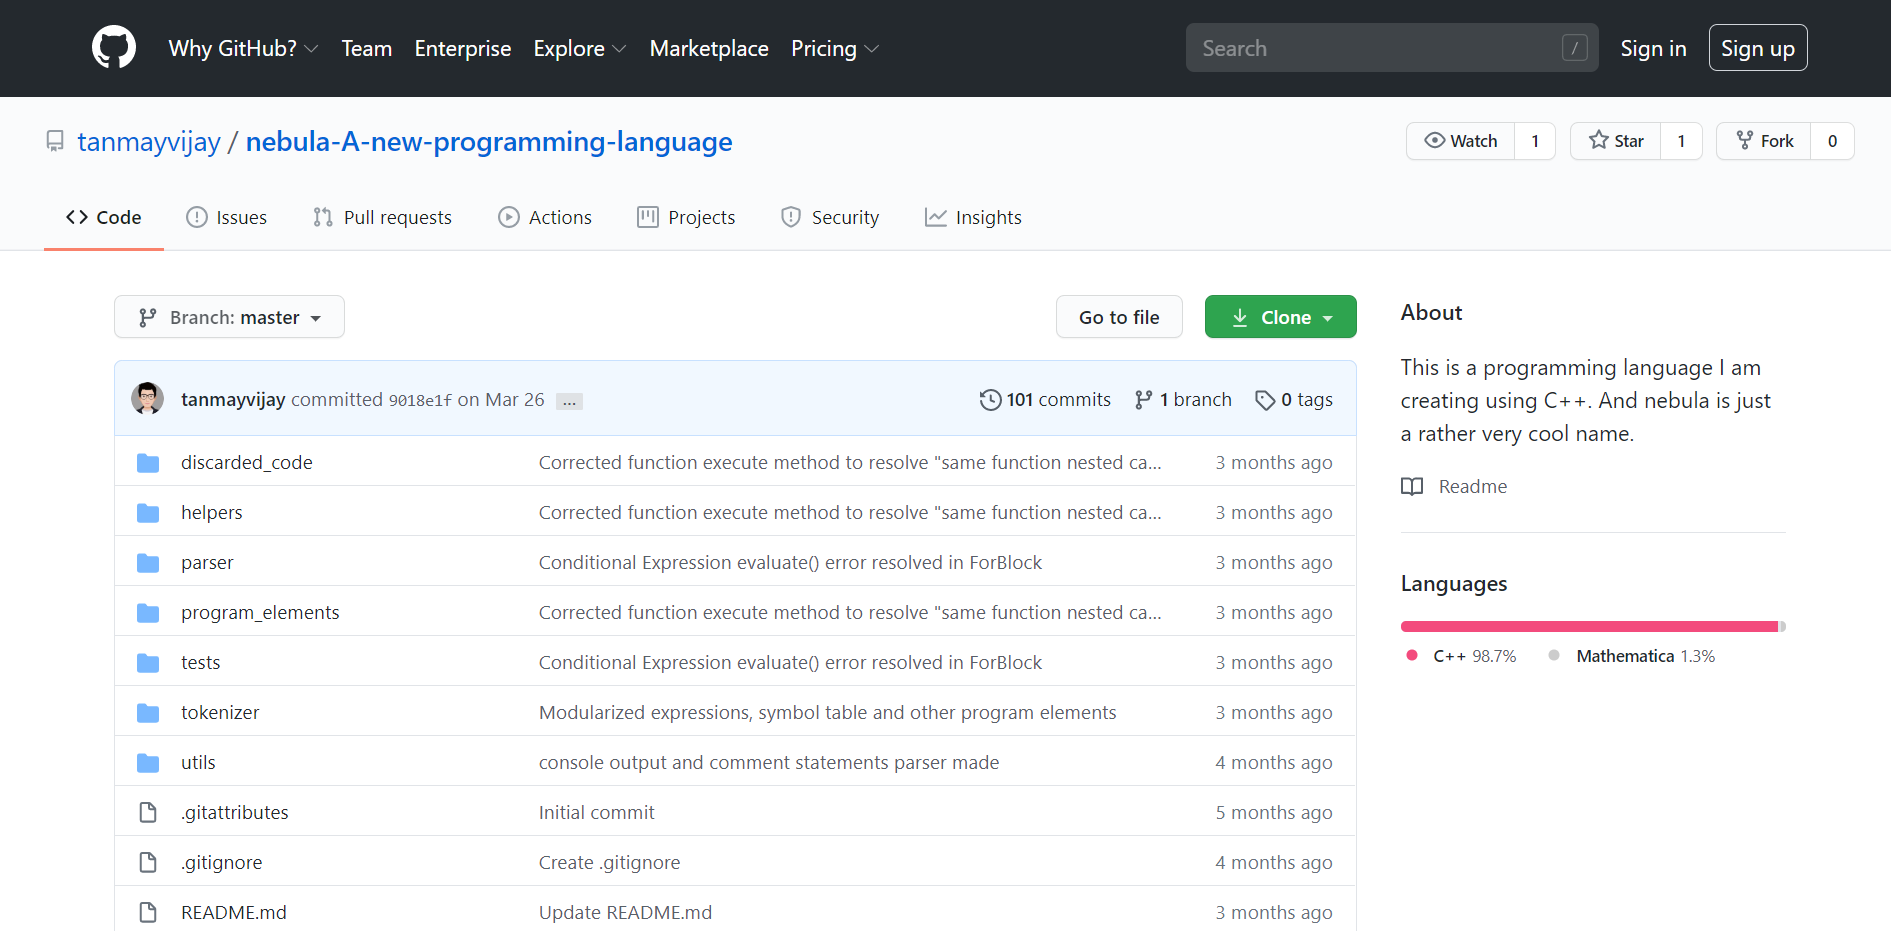 Why GitHub? Team Enterprise Explore Marketplace Pricing Search / Sign in Sign up
tanmayvijay / nebula-A-new-programming-language Watch 1 Star 1 Fork 0
Code Issues Pull requests Actions Projects Security Insights
Branch: master Go to file Clone
tanmayvijay committed 9018e1f on Mar 26 ... 101 commits 1 branch 0 tags
discarded_code Corrected function execute method to resolve "same function nested ca... 3 months ago
helpers Corrected function execute method to resolve "same function nested ca... 3 months ago
parser Conditional Expression evaluate() error resolved in ForBlock 3 months ago
program_elements Corrected function execute method to resolve "same function nested ca... 3 months ago
tests Conditional Expression evaluate() error resolved in ForBlock 3 months ago
tokenizer Modularized expressions, symbol table and other program elements 3 months ago
utils console output and comment statements parser made 4 months ago
.gitattributes Initial commit 5 months ago
.gitignore Create .gitignore 4 months ago
README.md Update README.md 3 months ago
About
This is a programming language I am
creating using C++. And nebula is just
a rather very cool name.
Readme
Languages
C++ 98.7% Mathematica 1.3%